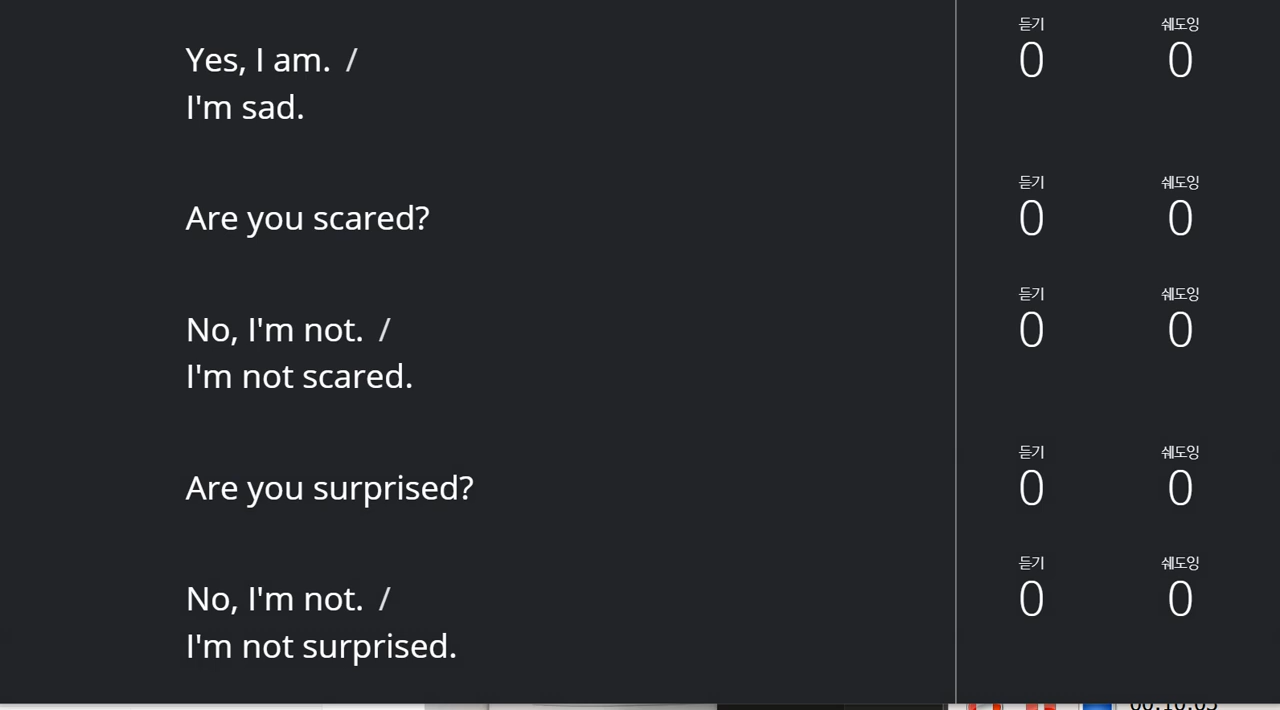 듣기 쉐도잉
Yes, I am. / 0 0
I'm sad.
듣기 쉐도잉
Are you scared? 0 0
듣기 쉐도잉
No, I'm not. / 0 0
I'm not scared.
듣기 쉐도잉
Are you surprised? 0 0
듣기 쉐도잉
No, I'm not. / 0 0
I'm not surprised.